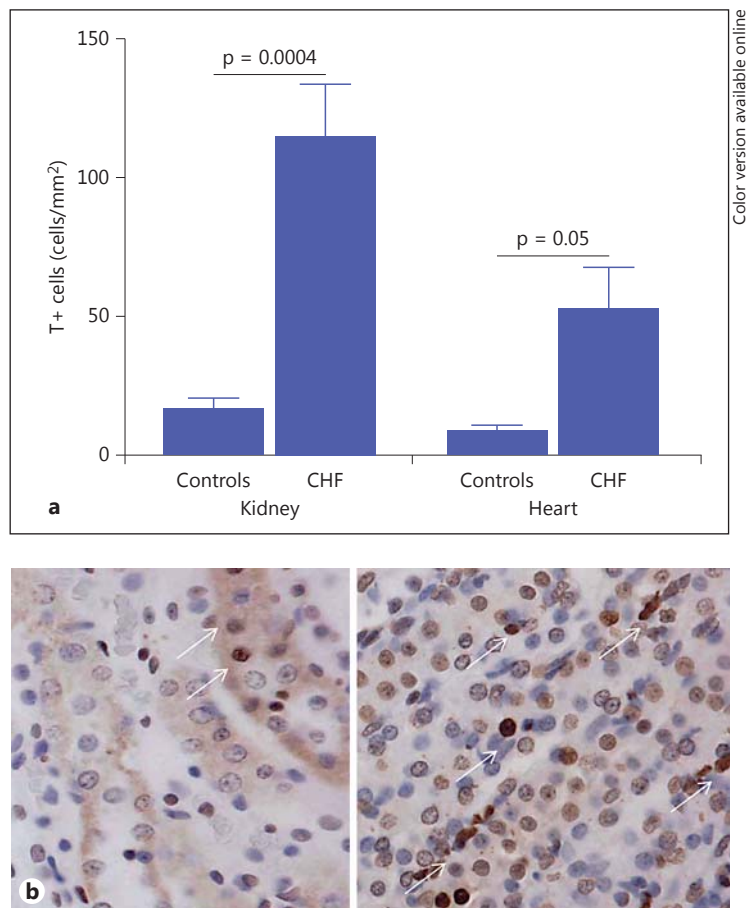 Color version available online
150
100
50
0
T+ cells (cells/mm²)
p = 0.0004
p = 0.05
Controls CHF Controls CHF
Kidney Heart
a
b